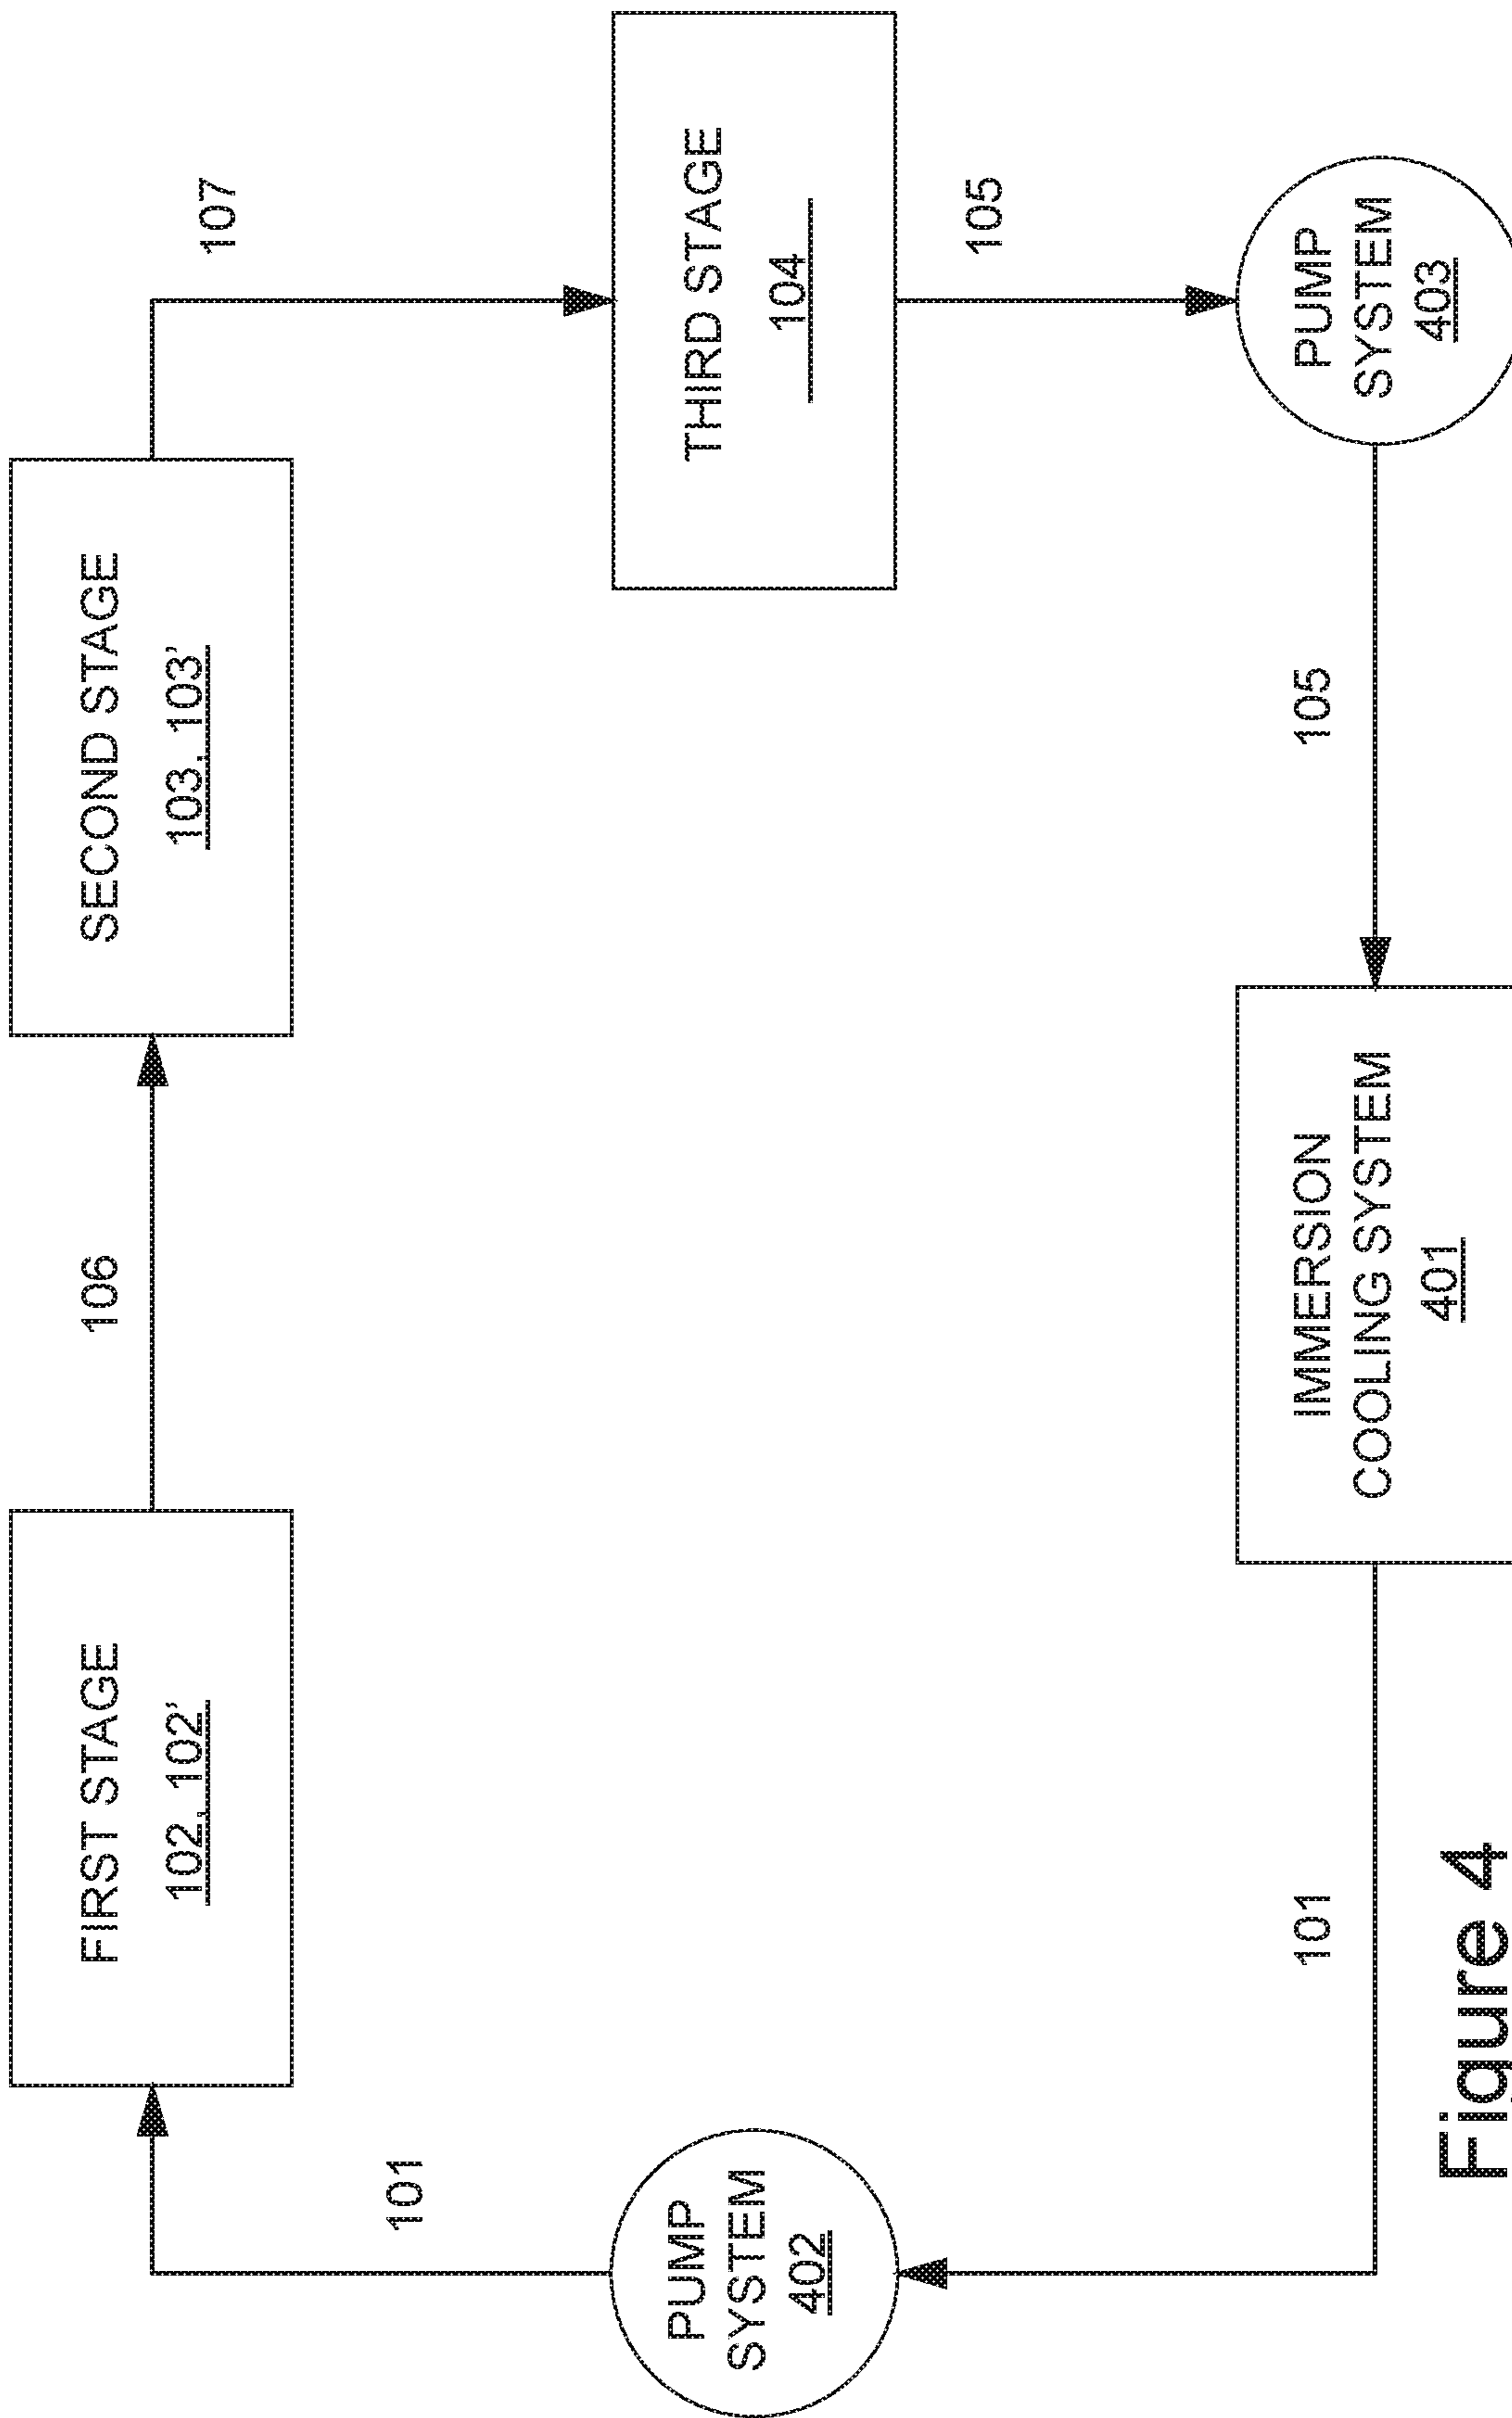 FIRST STAGE
102, 102'
106
SECOND STAGE
103, 103'
107
101
PUMP
SYSTEM
402
THIRD STAGE
104
105
101
IMMERSION
COOLING SYSTEM
401
105
PUMP
SYSTEM
403
Figure 4